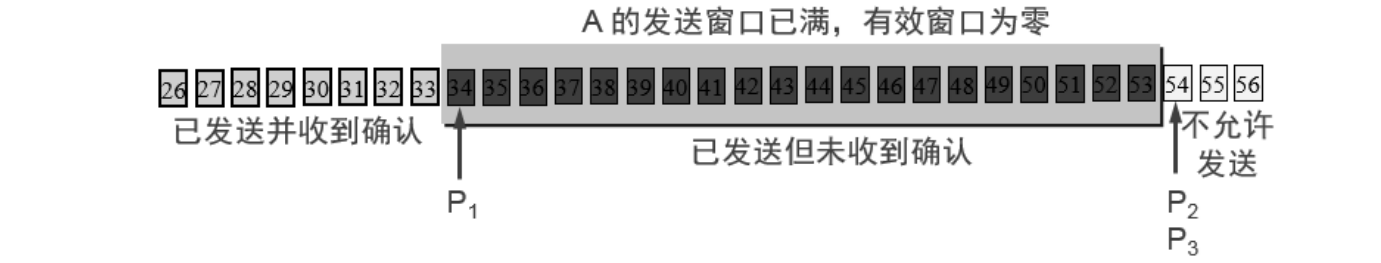 A 的发送窗口已满，有效窗口为零
26 27 28 29 30 31 32 33 34 35 36 37 38 39 40 41 42 43 44 45 46 47 48 49 50 51 52 53 54 55 56
已发送并收到确认
已发送但未收到确认
不允许
发送
P1
P2
P3